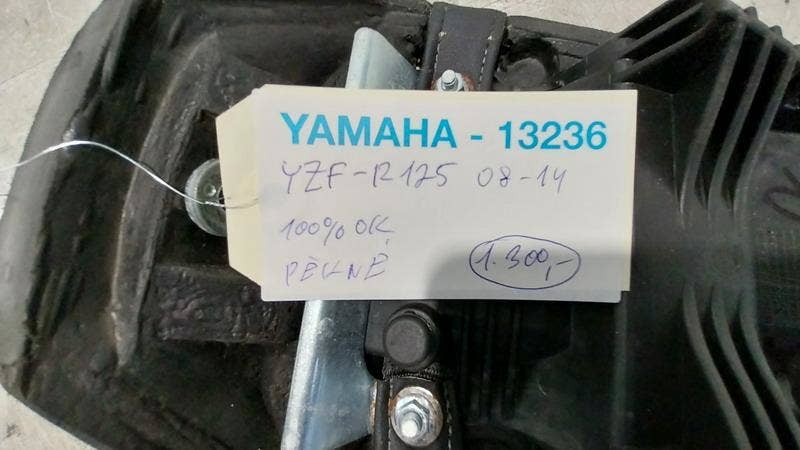 YAMAHA - 13236
YZF-R125 08-14
100% OK
PĚKNÉ
1.300,-